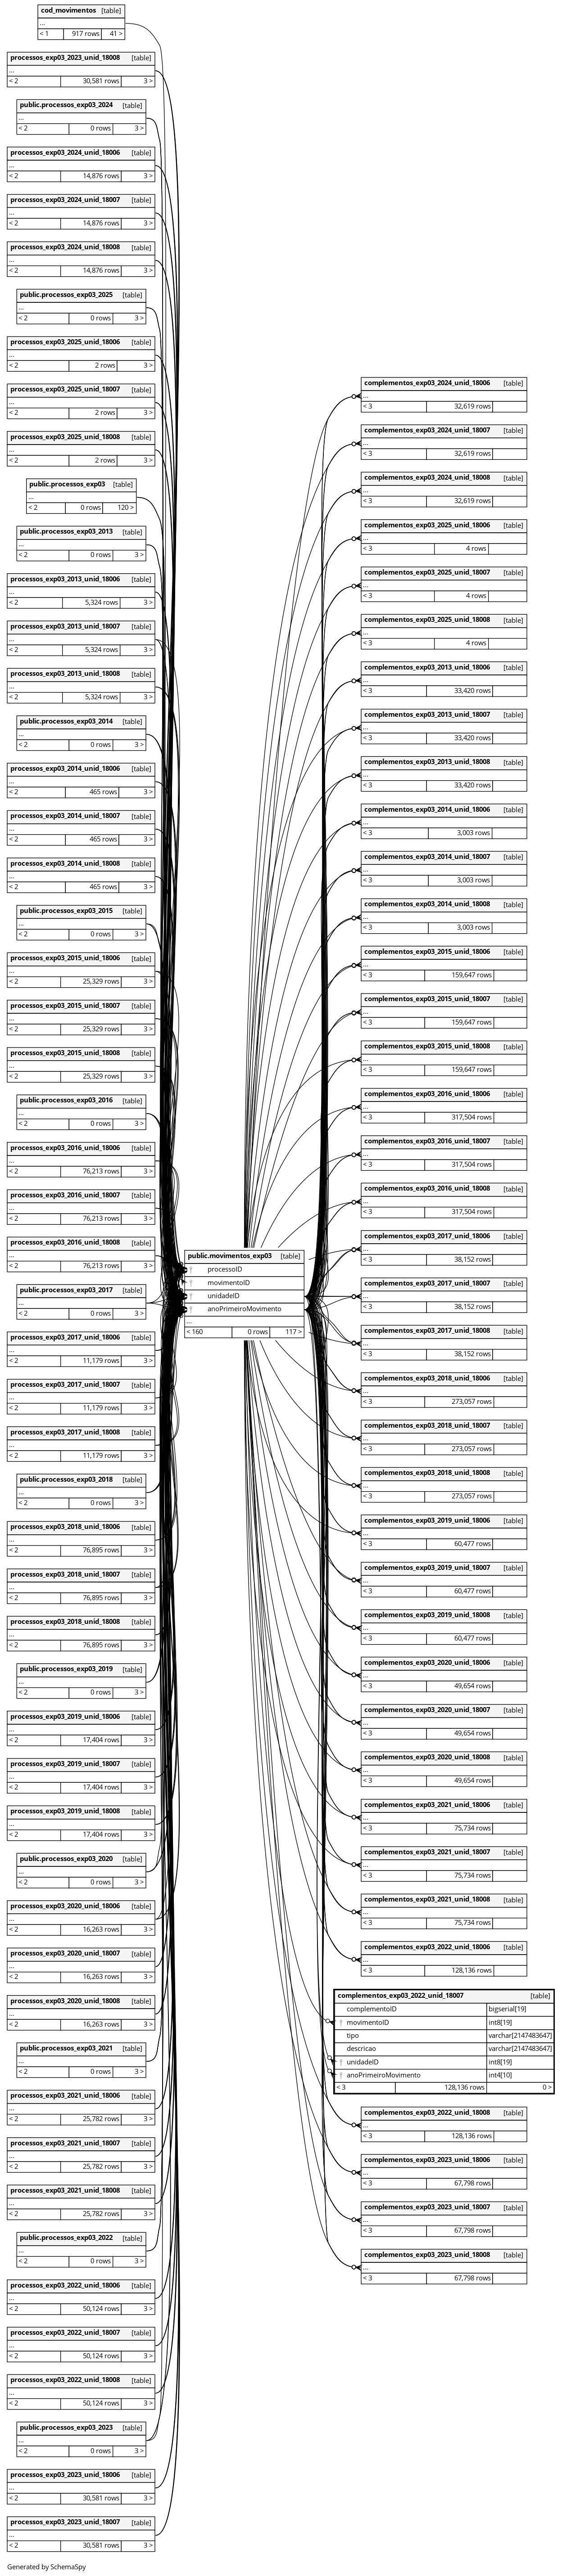 cod_movimentos [table]
...
< 1 917 rows 41 >
processos_exp03_2023_unid_18008 [table]
...
< 2 30,581 rows 3 >
public.processos_exp03_2024 [table]
...
< 2 0 rows 3 >
processos_exp03_2024_unid_18006 [table]
...
< 2 14,876 rows 3 >
processos_exp03_2024_unid_18007 [table]
...
< 2 14,876 rows 3 >
processos_exp03_2024_unid_18008 [table]
...
< 2 14,876 rows 3 >
public.processos_exp03_2025 [table]
...
< 2 0 rows 3 >
processos_exp03_2025_unid_18006 [table]
...
< 2 2 rows 3 >
processos_exp03_2025_unid_18007 [table]
...
< 2 2 rows 3 >
processos_exp03_2025_unid_18008 [table]
...
< 2 2 rows 3 >
public.processos_exp03 [table]
...
< 2 0 rows 120 >
public.processos_exp03_2013 [table]
...
< 2 0 rows 3 >
processos_exp03_2013_unid_18006 [table]
...
< 2 5,324 rows 3 >
processos_exp03_2013_unid_18007 [table]
...
< 2 5,324 rows 3 >
processos_exp03_2013_unid_18008 [table]
...
< 2 5,324 rows 3 >
public.processos_exp03_2014 [table]
...
< 2 0 rows 3 >
processos_exp03_2014_unid_18006 [table]
...
< 2 465 rows 3 >
processos_exp03_2014_unid_18007 [table]
...
< 2 465 rows 3 >
processos_exp03_2014_unid_18008 [table]
...
< 2 465 rows 3 >
public.processos_exp03_2015 [table]
...
< 2 0 rows 3 >
processos_exp03_2015_unid_18006 [table]
...
< 2 25,329 rows 3 >
processos_exp03_2015_unid_18007 [table]
...
< 2 25,329 rows 3 >
processos_exp03_2015_unid_18008 [table]
...
< 2 25,329 rows 3 >
public.processos_exp03_2016 [table]
...
< 2 0 rows 3 >
processos_exp03_2016_unid_18006 [table]
...
< 2 76,213 rows 3 >
processos_exp03_2016_unid_18007 [table]
...
< 2 76,213 rows 3 >
processos_exp03_2016_unid_18008 [table]
...
< 2 76,213 rows 3 >
public.processos_exp03_2017 [table]
...
< 2 0 rows 3 >
processos_exp03_2017_unid_18006 [table]
...
< 2 11,179 rows 3 >
processos_exp03_2017_unid_18007 [table]
...
< 2 11,179 rows 3 >
processos_exp03_2017_unid_18008 [table]
...
< 2 11,179 rows 3 >
public.processos_exp03_2018 [table]
...
< 2 0 rows 3 >
processos_exp03_2018_unid_18006 [table]
...
< 2 76,895 rows 3 >
processos_exp03_2018_unid_18007 [table]
...
< 2 76,895 rows 3 >
processos_exp03_2018_unid_18008 [table]
...
< 2 76,895 rows 3 >
public.processos_exp03_2019 [table]
...
< 2 0 rows 3 >
processos_exp03_2019_unid_18006 [table]
...
< 2 17,404 rows 3 >
processos_exp03_2019_unid_18007 [table]
...
< 2 17,404 rows 3 >
processos_exp03_2019_unid_18008 [table]
...
< 2 17,404 rows 3 >
public.processos_exp03_2020 [table]
...
< 2 0 rows 3 >
processos_exp03_2020_unid_18006 [table]
...
< 2 16,263 rows 3 >
processos_exp03_2020_unid_18007 [table]
...
< 2 16,263 rows 3 >
processos_exp03_2020_unid_18008 [table]
...
< 2 16,263 rows 3 >
public.processos_exp03_2021 [table]
...
< 2 0 rows 3 >
processos_exp03_2021_unid_18006 [table]
...
< 2 25,782 rows 3 >
processos_exp03_2021_unid_18007 [table]
...
< 2 25,782 rows 3 >
processos_exp03_2021_unid_18008 [table]
...
< 2 25,782 rows 3 >
public.processos_exp03_2022 [table]
...
< 2 0 rows 3 >
processos_exp03_2022_unid_18006 [table]
...
< 2 50,124 rows 3 >
processos_exp03_2022_unid_18007 [table]
...
< 2 50,124 rows 3 >
processos_exp03_2022_unid_18008 [table]
...
< 2 50,124 rows 3 >
public.processos_exp03_2023 [table]
...
< 2 0 rows 3 >
processos_exp03_2023_unid_18006 [table]
...
< 2 30,581 rows 3 >
processos_exp03_2023_unid_18007 [table]
...
< 2 30,581 rows 3 >
public.movimentos_exp03 [table]
processoID
movimentoID
unidadeID
anoPrimeiroMovimento
...
< 160 0 rows 117 >
complementos_exp03_2024_unid_18006 [table]
...
< 3 32,619 rows
complementos_exp03_2024_unid_18007 [table]
...
< 3 32,619 rows
complementos_exp03_2024_unid_18008 [table]
...
< 3 32,619 rows
complementos_exp03_2025_unid_18006 [table]
...
< 3 4 rows
complementos_exp03_2025_unid_18007 [table]
...
< 3 4 rows
complementos_exp03_2025_unid_18008 [table]
...
< 3 4 rows
complementos_exp03_2013_unid_18006 [table]
...
< 3 33,420 rows
complementos_exp03_2013_unid_18007 [table]
...
< 3 33,420 rows
complementos_exp03_2013_unid_18008 [table]
...
< 3 33,420 rows
complementos_exp03_2014_unid_18006 [table]
...
< 3 3,003 rows
complementos_exp03_2014_unid_18007 [table]
...
< 3 3,003 rows
complementos_exp03_2014_unid_18008 [table]
...
< 3 3,003 rows
complementos_exp03_2015_unid_18006 [table]
...
< 3 159,647 rows
complementos_exp03_2015_unid_18007 [table]
...
< 3 159,647 rows
complementos_exp03_2015_unid_18008 [table]
...
< 3 159,647 rows
complementos_exp03_2016_unid_18006 [table]
...
< 3 317,504 rows
complementos_exp03_2016_unid_18007 [table]
...
< 3 317,504 rows
complementos_exp03_2016_unid_18008 [table]
...
< 3 317,504 rows
complementos_exp03_2017_unid_18006 [table]
...
< 3 38,152 rows
complementos_exp03_2017_unid_18007 [table]
...
< 3 38,152 rows
complementos_exp03_2017_unid_18008 [table]
...
< 3 38,152 rows
complementos_exp03_2018_unid_18006 [table]
...
< 3 273,057 rows
complementos_exp03_2018_unid_18007 [table]
...
< 3 273,057 rows
complementos_exp03_2018_unid_18008 [table]
...
< 3 273,057 rows
complementos_exp03_2019_unid_18006 [table]
...
< 3 60,477 rows
complementos_exp03_2019_unid_18007 [table]
...
< 3 60,477 rows
complementos_exp03_2019_unid_18008 [table]
...
< 3 60,477 rows
complementos_exp03_2020_unid_18006 [table]
...
< 3 49,654 rows
complementos_exp03_2020_unid_18007 [table]
...
< 3 49,654 rows
complementos_exp03_2020_unid_18008 [table]
...
< 3 49,654 rows
complementos_exp03_2021_unid_18006 [table]
...
< 3 75,734 rows
complementos_exp03_2021_unid_18007 [table]
...
< 3 75,734 rows
complementos_exp03_2021_unid_18008 [table]
...
< 3 75,734 rows
complementos_exp03_2022_unid_18006 [table]
...
< 3 128,136 rows
complementos_exp03_2022_unid_18007 [table]
complementoID bigserial[19]
movimentoID int8[19]
tipo varchar[2147483647]
descricao varchar[2147483647]
unidadeID int8[19]
anoPrimeiroMovimento int4[10]
< 3 128,136 rows 0 >
complementos_exp03_2022_unid_18008 [table]
...
< 3 128,136 rows
complementos_exp03_2023_unid_18006 [table]
...
< 3 67,798 rows
complementos_exp03_2023_unid_18007 [table]
...
< 3 67,798 rows
complementos_exp03_2023_unid_18008 [table]
...
< 3 67,798 rows
Generated by SchemaSpy